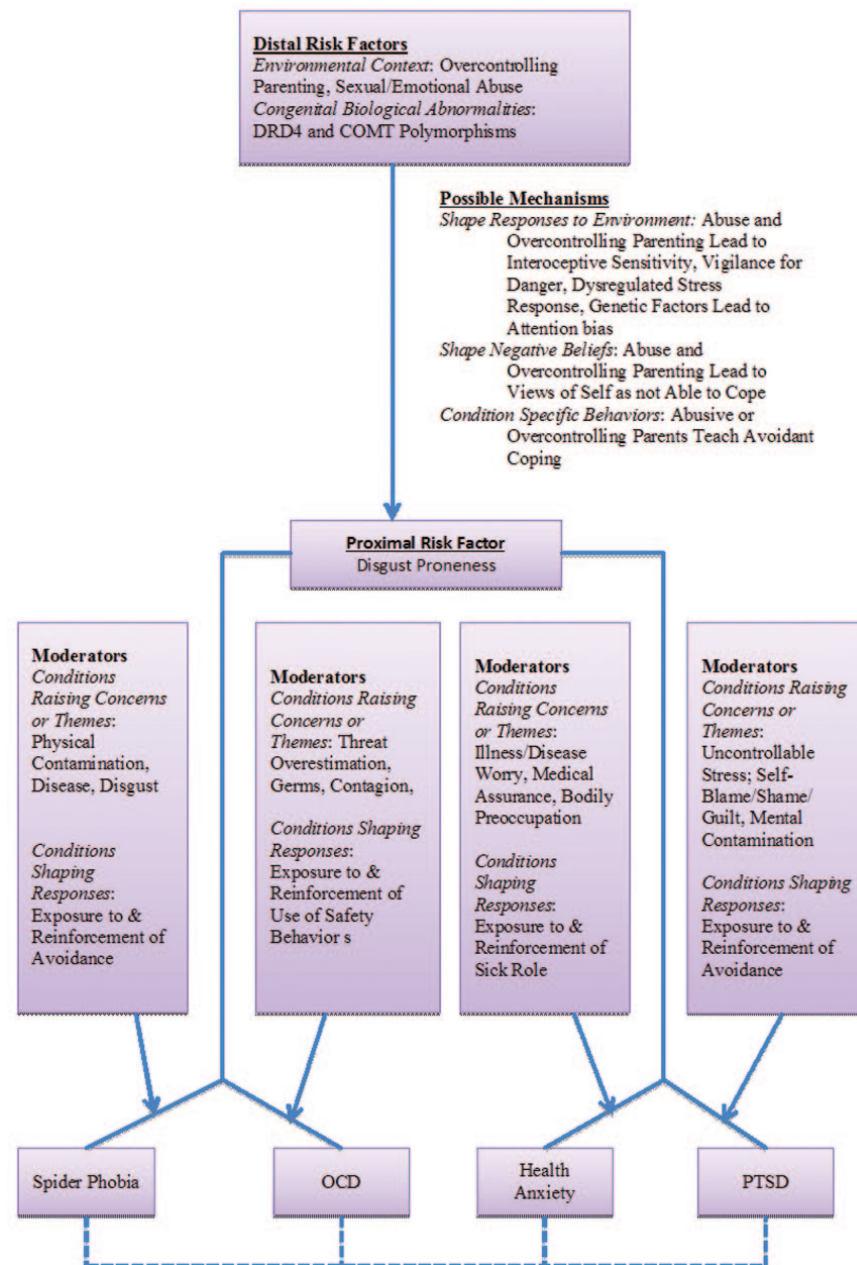 Distal Risk Factors
Environmental Context: Overcontrolling
Parenting, Sexual/Emotional Abuse
Congenital Biological Abnormalities:
DRD4 and COMT Polymorphisms
Possible Mechanisms
Shape Responses to Environment: Abuse and
Overcontrolling Parenting Lead to
Interoceptive Sensitivity, Vigilance for
Danger, Dysregulated Stress
Response, Genetic Factors Lead to
Attention bias
Shape Negative Beliefs: Abuse and
Overcontrolling Parenting Lead to
Views of Self as not Able to Cope
Condition Specific Behaviors: Abusive or
Overcontrolling Parents Teach Avoidant
Coping
Proximal Risk Factor
Disgust Proneness
Moderators
Conditions
Raising Concerns
or Themes:
Physical
Contamination,
Disease, Disgust
Conditions
Shaping
Responses:
Exposure to &
Reinforcement of
Avoidance
Moderators
Conditions Raising
Concerns or
Themes: Threat
Overestimation,
Germs, Contagion,
Conditions Shaping
Responses:
Exposure to &
Reinforcement of
Use of Safety
Behavior s
Moderators
Conditions
Raising Concerns
or Themes:
Illness/Disease
Worry, Medical
Assurance, Bodily
Preoccupation
Conditions
Shaping
Responses:
Exposure to &
Reinforcement of
Sick Role
Moderators
Conditions Raising
Concerns or
Themes:
Uncontrollable
Stress; Self-
Blame/Shame/
Guilt, Mental
Contamination
Conditions Shaping
Responses:
Exposure to &
Reinforcement of
Avoidance
Spider Phobia
OCD
Health
Anxiety
PTSD